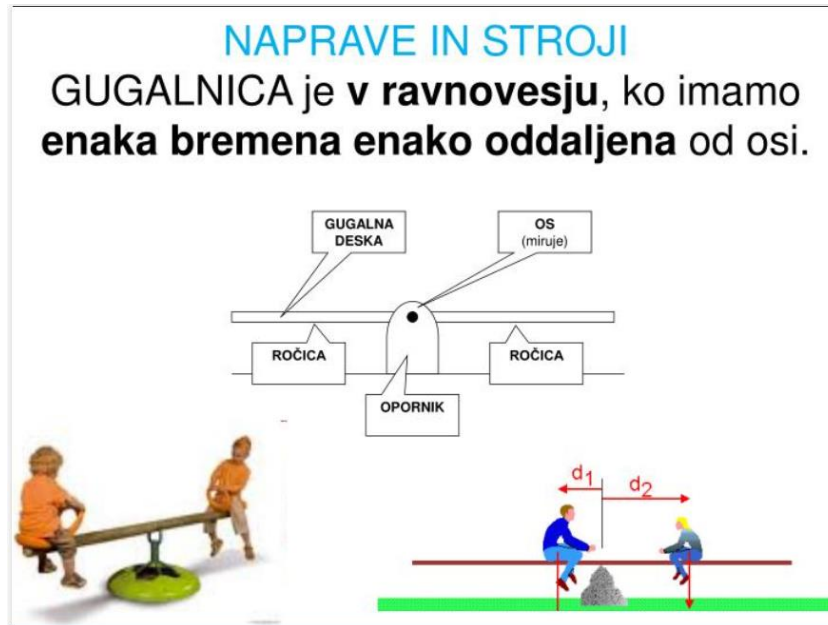 NAPRAVE IN STROJI
GUGALNICA je v ravnovesju, ko imamo
enaka bremena enako oddaljena od osi.
GUGALNA
DESKA
OS
(miruje)
ROČICA
ROČICA
OPORNIK
d1
d2